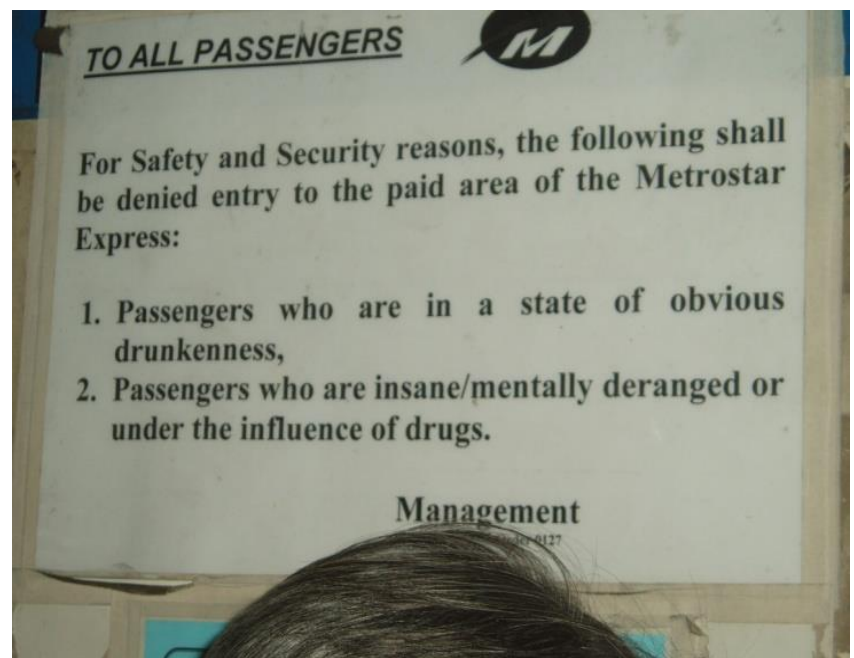 TO ALL PASSENGERS
M
For Safety and Security reasons, the following shall
be denied entry to the paid area of the Metrostar
Express:
1. Passengers who are in a state of obvious
drunkenness,
2. Passengers who are insane/mentally deranged or
under the influence of drugs.
Management
0127